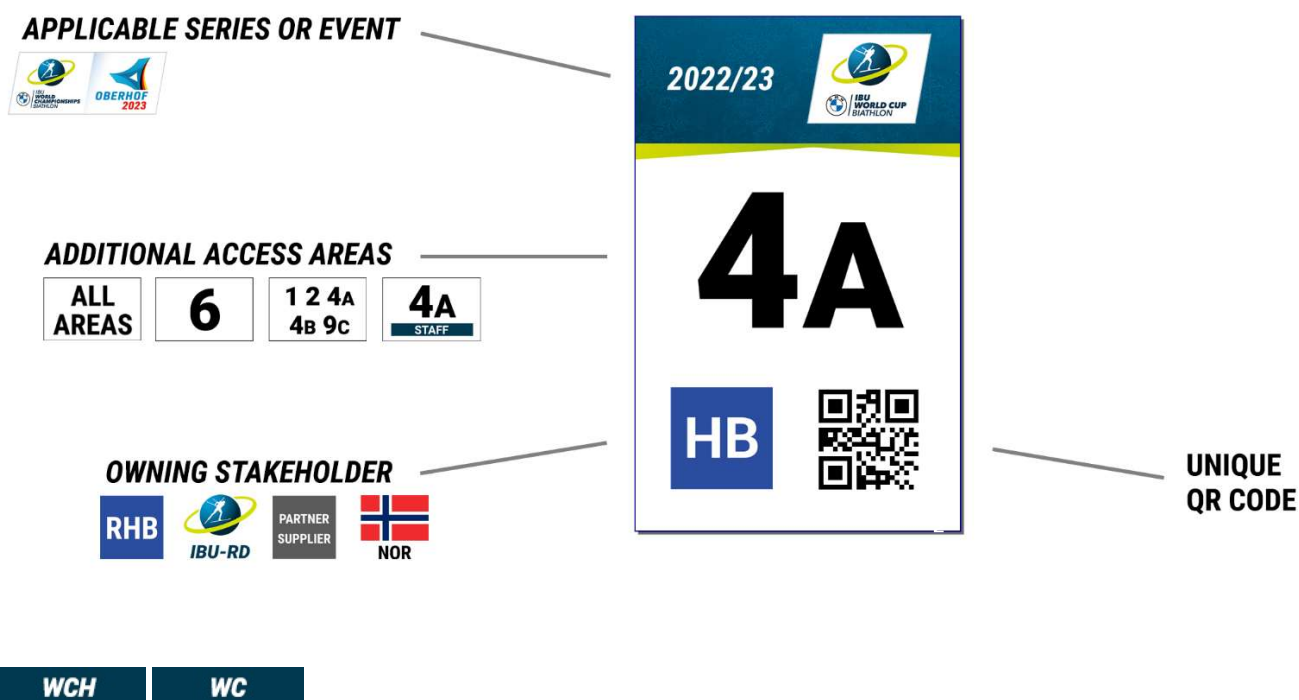 APPLICABLE SERIES OR EVENT
IBU
WORLD
CHAMPIONSHIPS
BIATHLON
OBERHOF
2023
2022/23
IBU
WORLD CUP
BIATHLON
4A
ADDITIONAL ACCESS AREAS
ALL
AREAS
6
1 2 4A
4B 9C
4A
STAFF
HB
OWNING STAKEHOLDER
RHB
IBU-RD
PARTNER
SUPPLIER
NOR
UNIQUE
QR CODE
WCH
WC